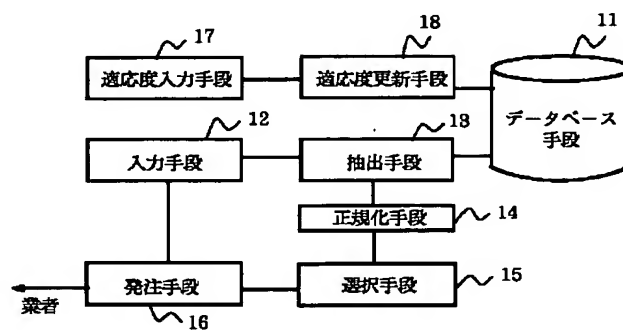 17
18
11
適応度入力手段
適応度更新手段
データベース
手段
12
13
入力手段
抽出手段
正規化手段
14
発注手段
選択手段
15
業者
16